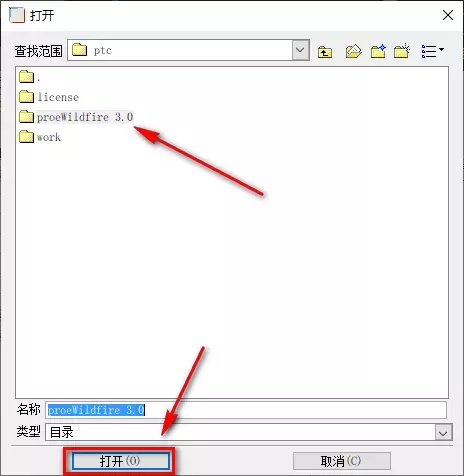 打开
查找范围 ptc
.
license
proeWildfire 3.0
work
名称 proeWildfire 3.0
类型 目录
打开(O) 取消(C)